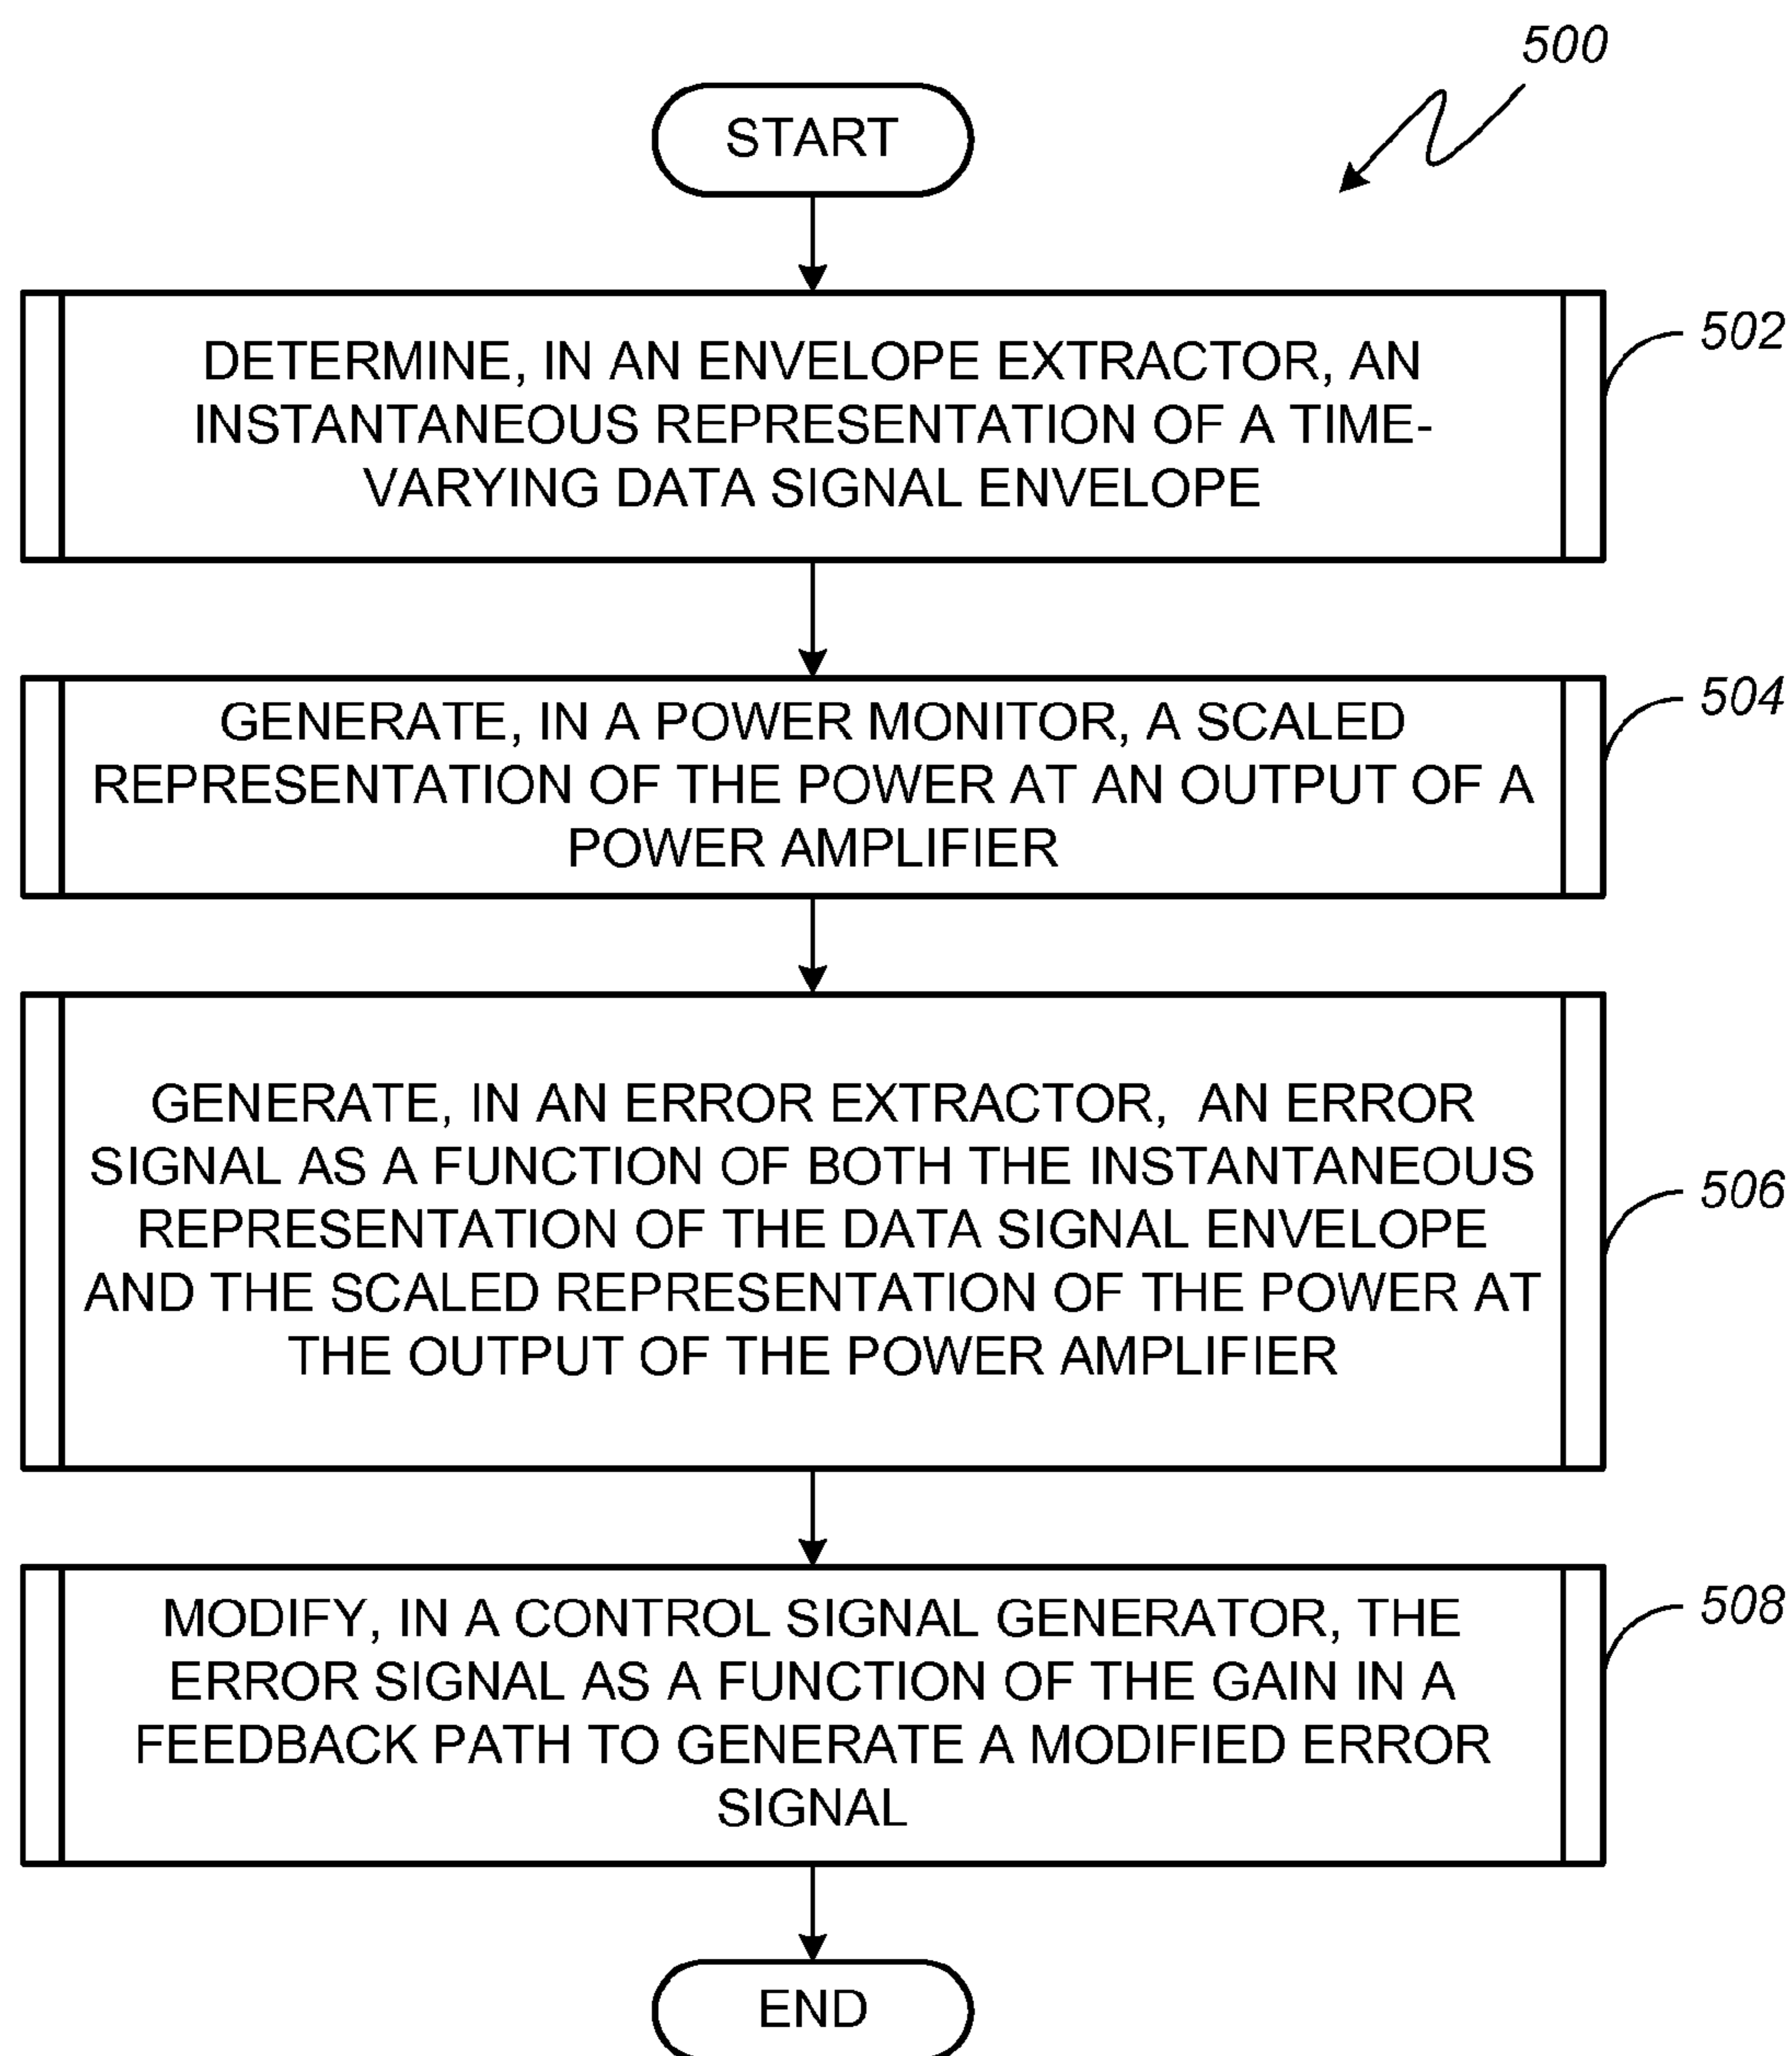 500
START
DETERMINE, IN AN ENVELOPE EXTRACTOR, AN
INSTANTANEOUS REPRESENTATION OF A TIME-
VARYING DATA SIGNAL ENVELOPE
502
GENERATE, IN A POWER MONITOR, A SCALED
REPRESENTATION OF THE POWER AT AN OUTPUT OF A
POWER AMPLIFIER
504
GENERATE, IN AN ERROR EXTRACTOR, AN ERROR
SIGNAL AS A FUNCTION OF BOTH THE INSTANTANEOUS
REPRESENTATION OF THE DATA SIGNAL ENVELOPE
AND THE SCALED REPRESENTATION OF THE POWER AT
THE OUTPUT OF THE POWER AMPLIFIER
506
MODIFY, IN A CONTROL SIGNAL GENERATOR, THE
ERROR SIGNAL AS A FUNCTION OF THE GAIN IN A
FEEDBACK PATH TO GENERATE A MODIFIED ERROR
SIGNAL
508
END